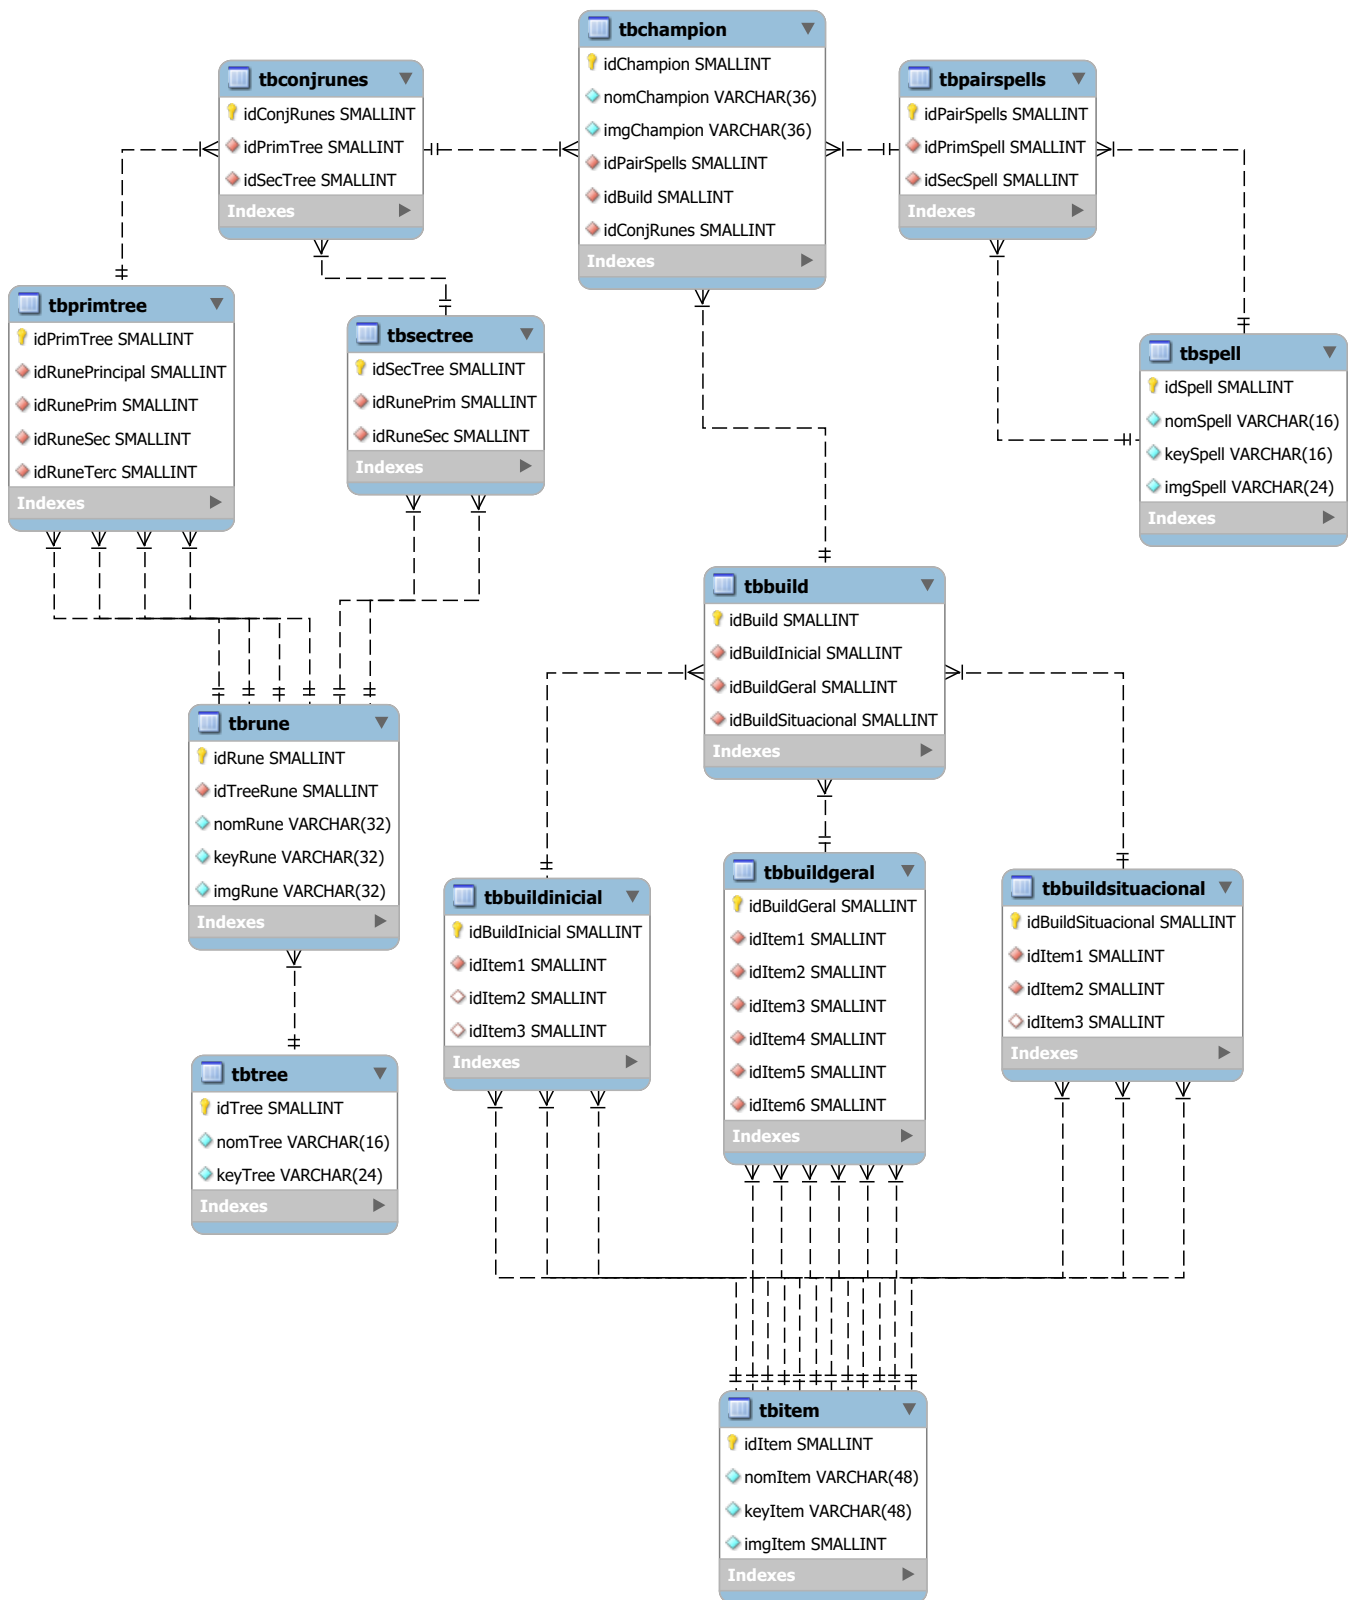 tbchampion
idChampion SMALLINT
nomChampion VARCHAR(36)
imgChampion VARCHAR(36)
idPairSpells SMALLINT
idBuild SMALLINT
idConjRunes SMALLINT
Indexes
tbconjrunes
idConjRunes SMALLINT
idPrimTree SMALLINT
idSecTree SMALLINT
Indexes
tbpairspells
idPairSpells SMALLINT
idPrimSpell SMALLINT
idSecSpell SMALLINT
Indexes
tbprimtree
idPrimTree SMALLINT
idRunePrincipal SMALLINT
idRunePrim SMALLINT
idRuneSec SMALLINT
idRuneTerc SMALLINT
Indexes
tbsectree
idSecTree SMALLINT
idRunePrim SMALLINT
idRuneSec SMALLINT
Indexes
tbspell
idSpell SMALLINT
nomSpell VARCHAR(16)
keySpell VARCHAR(16)
imgSpell VARCHAR(24)
Indexes
tbbuild
idBuild SMALLINT
idBuildInicial SMALLINT
idBuildGeral SMALLINT
idBuildSituacional SMALLINT
Indexes
tbrune
idRune SMALLINT
idTreeRune SMALLINT
nomRune VARCHAR(32)
keyRune VARCHAR(32)
imgRune VARCHAR(32)
Indexes
tbbuildinicial
idBuildInicial SMALLINT
idItem1 SMALLINT
idItem2 SMALLINT
idItem3 SMALLINT
Indexes
tbbuildgeral
idBuildGeral SMALLINT
idItem1 SMALLINT
idItem2 SMALLINT
idItem3 SMALLINT
idItem4 SMALLINT
idItem5 SMALLINT
idItem6 SMALLINT
Indexes
tbbuildsituacional
idBuildSituacional SMALLINT
idItem1 SMALLINT
idItem2 SMALLINT
idItem3 SMALLINT
Indexes
tbtree
idTree SMALLINT
nomTree VARCHAR(16)
keyTree VARCHAR(24)
Indexes
tbitem
idItem SMALLINT
nomItem VARCHAR(48)
keyItem VARCHAR(48)
imgItem SMALLINT
Indexes